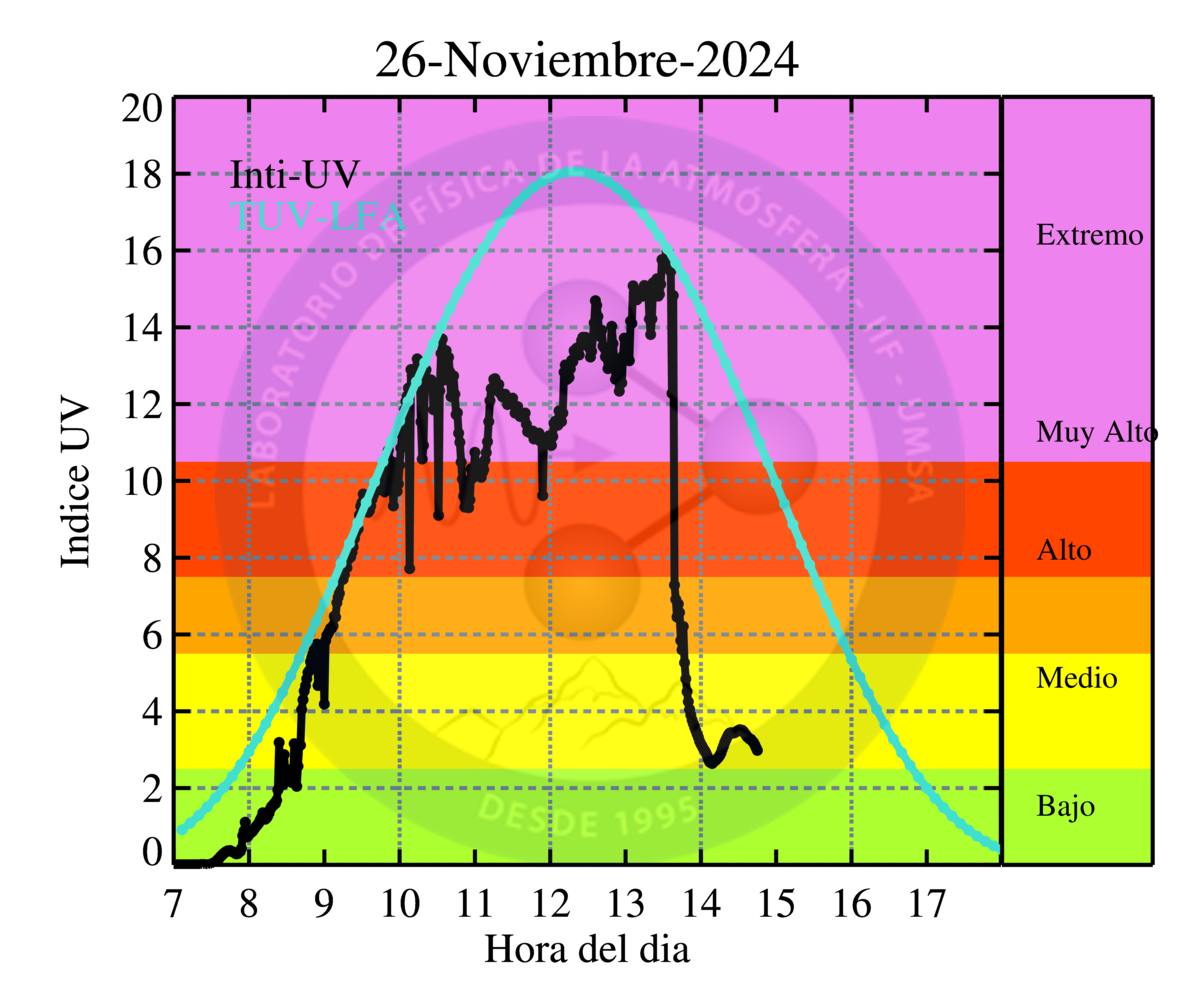 26-Noviembre-2024
20
18
16
14
12
10
8
6
4
2
0
Indice UV
Inti-UV
TUV-LFA
LABORATORIO DE FÍSICA DE LA ATMÓSFERA - IIF - UMSA
DESDE 1995
Extremo
Muy Alto
Alto
Medio
Bajo
7 8 9 10 11 12 13 14 15 16 17
Hora del dia